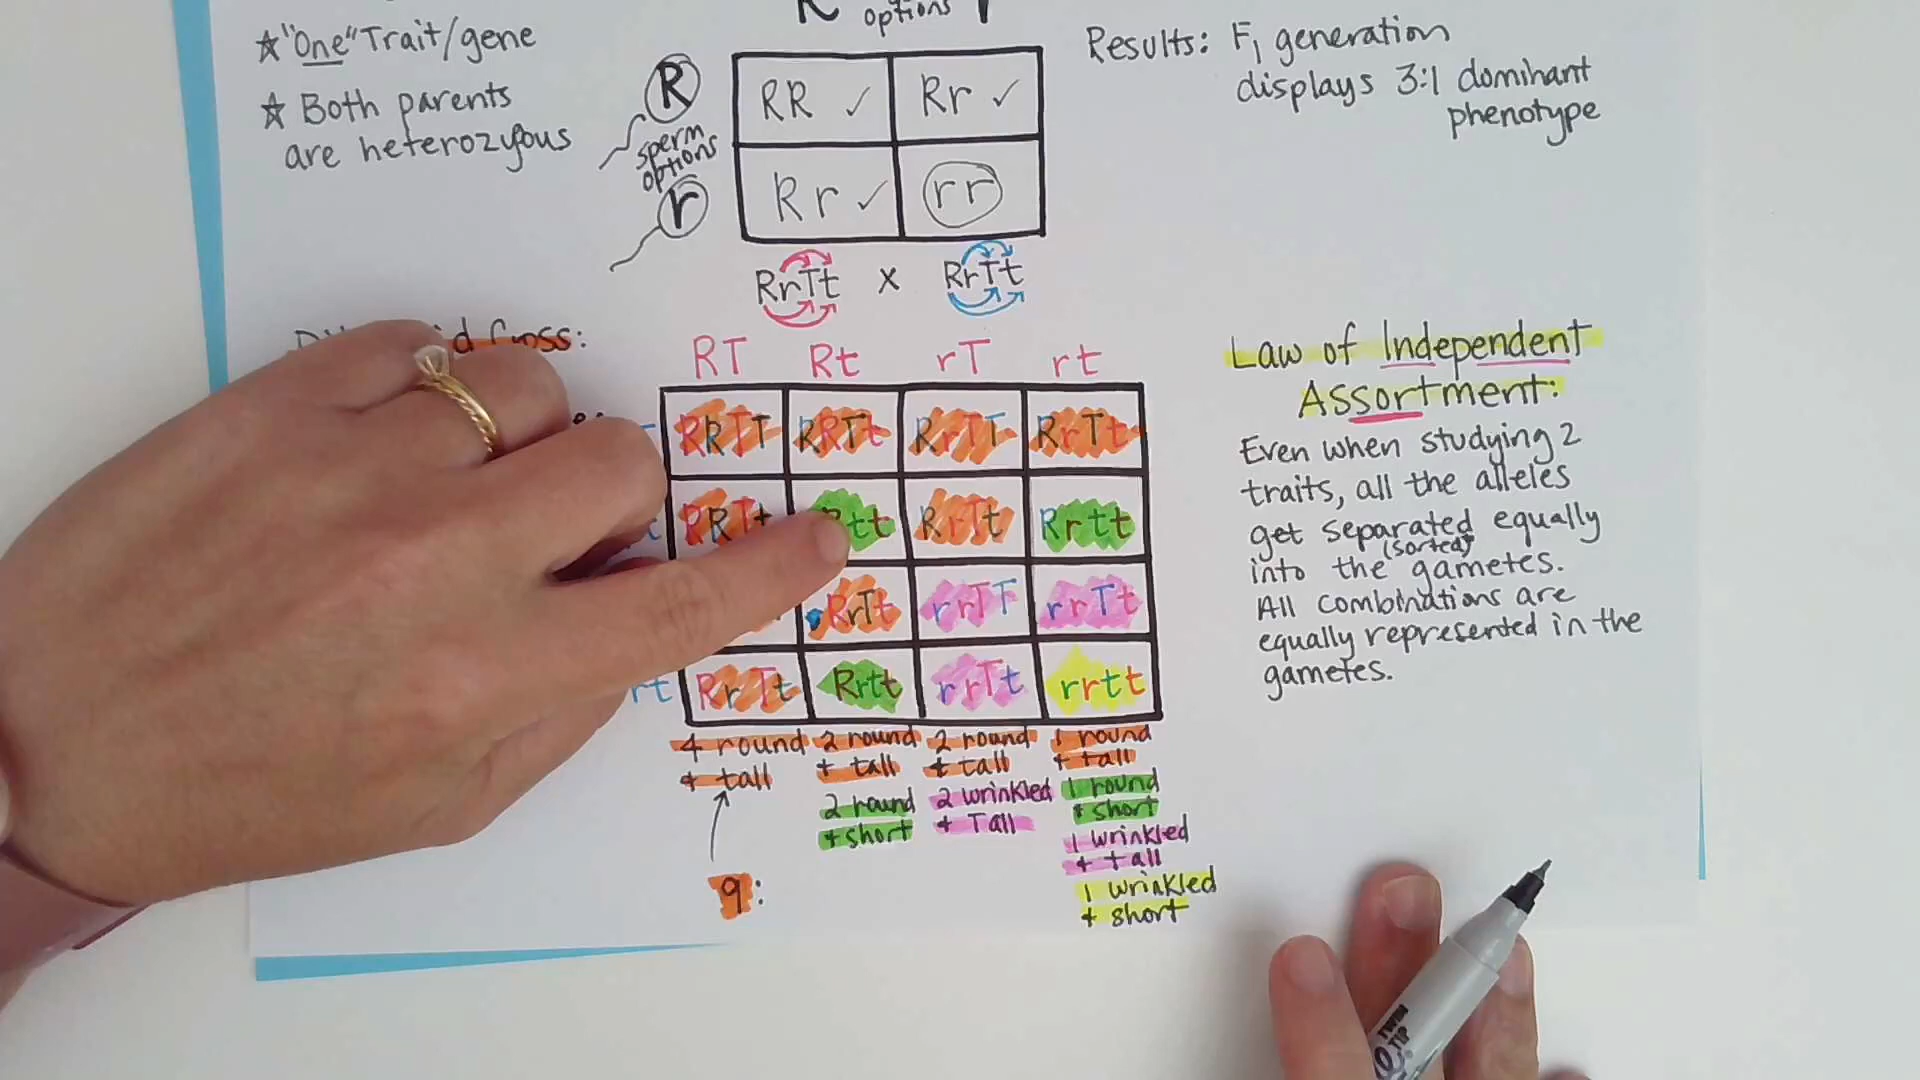 options
☆ "One" Trait/gene
☆ Both parents
are heterozygous
R
sperm
options
r
RR ✓ Rr ✓
Rr ✓ rr
Results: F1 generation
displays 3:1 dominant
phenotype
RrTt x RrTt
Cross:
RT Rt rT rt
RRTT RRTt RrTT RrTt
RRTt Rtt RrTt Rrtt
RrTt rrTT rrTt
rt RrTt Rrtt rrTt rrtt
4 round
+ tall
2 round
+ tall
2 round
+ short
2 round
+ tall
2 wrinkled
+ Tall
1 round
+ tall
1 round
+ short
1 wrinkled
+ tall
1 wrinkled
+ short
9:
Law of Independent
Assortment:
Even when studying 2
traits, all the alleles
get separated equally
(sorted)
into the gametes.
All combinations are
equally represented in the
gametes.
TWIN
TIP